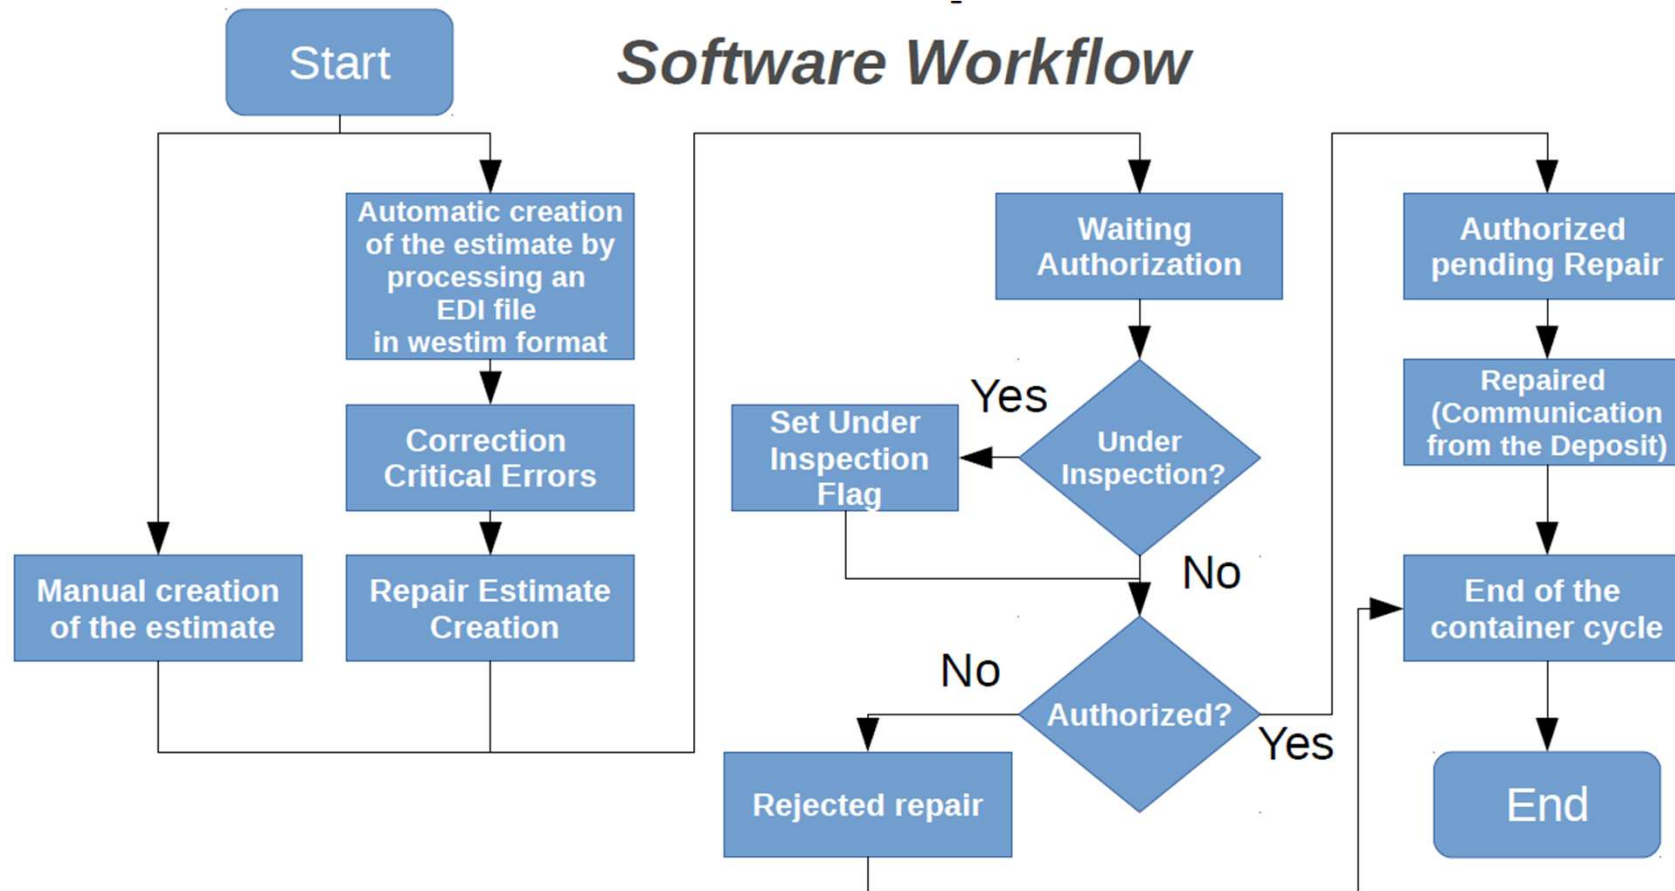 Software Workflow
Start
Automatic creation
of the estimate by
processing an
EDI file
in westim format
Correction
Critical Errors
Manual creation
of the estimate
Repair Estimate
Creation
Waiting
Authorization
Under
Inspection?
Yes
Set Under
Inspection
Flag
No
Authorized?
No
Rejected repair
Yes
Authorized
pending Repair
Repaired
(Communication
from the Deposit)
End of the
container cycle
End